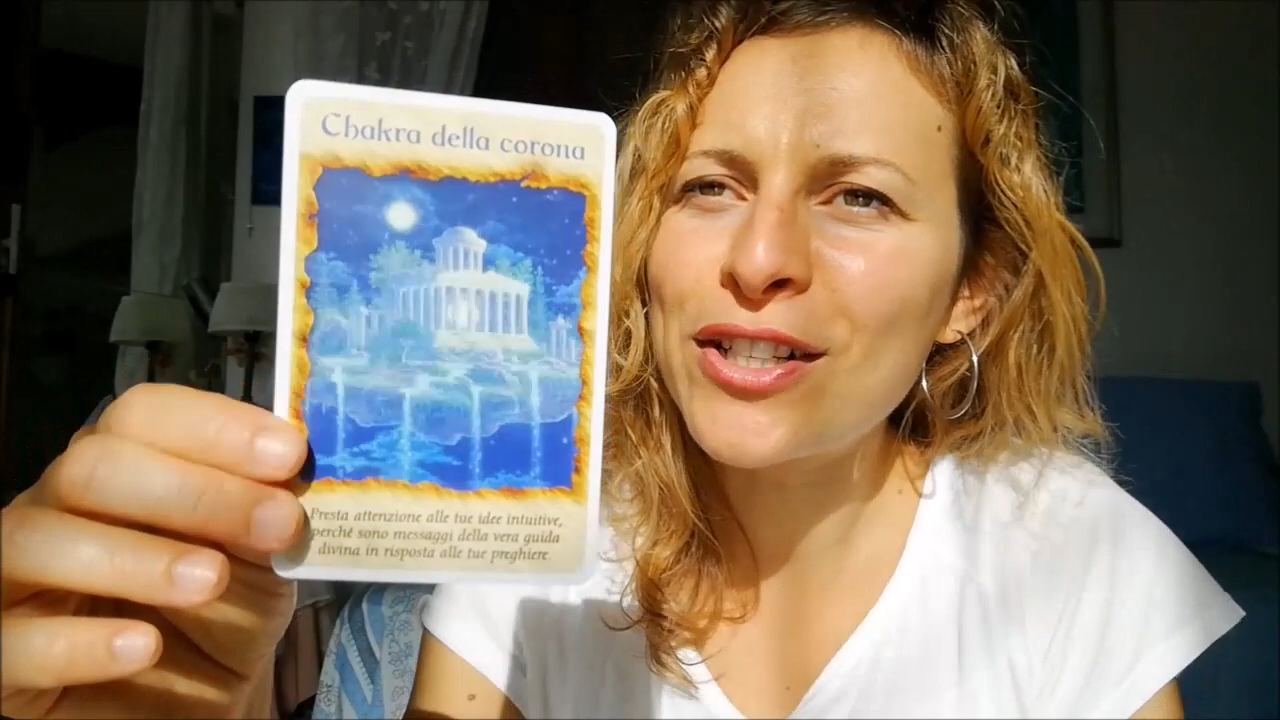 Chakra della corona
Presta attenzione alle tue idee intuitive,
perché sono messaggi della vera guida
divina in risposta alle tue preghiere.